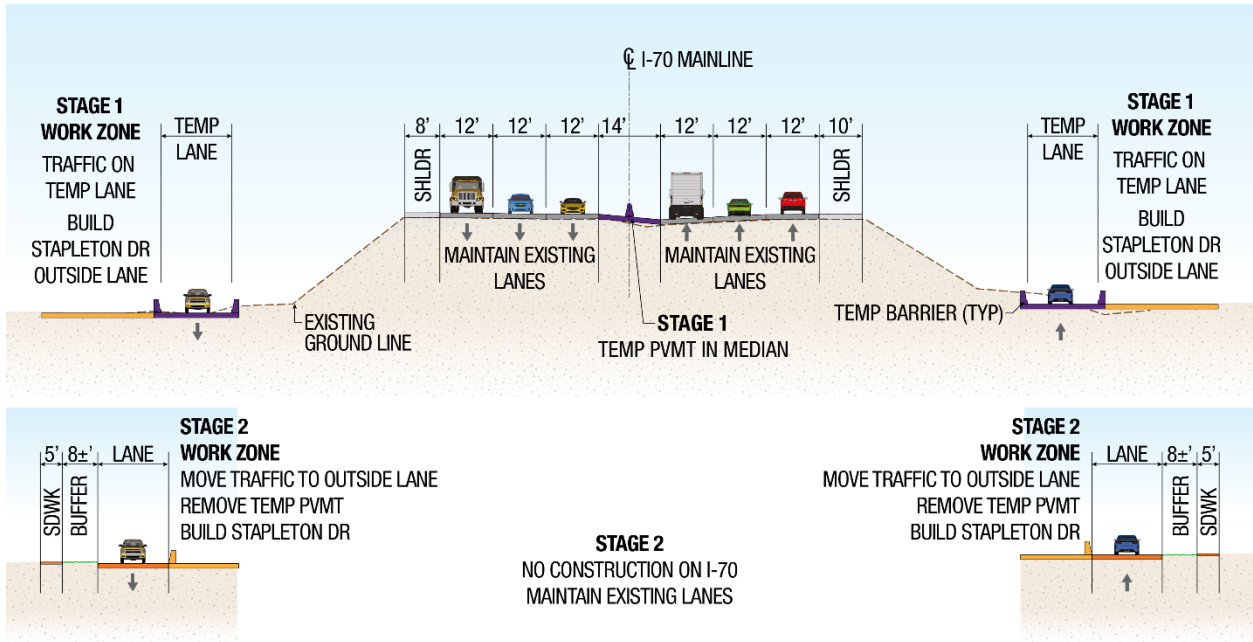 ℄ I-70 MAINLINE
STAGE 1
WORK ZONE
TRAFFIC ON
TEMP LANE
BUILD
STAPLETON DR
OUTSIDE LANE
TEMP
LANE
8' 12' 12' 12' 14' 12' 12' 12' 10'
SHLDR
SHLDR
MAINTAIN EXISTING
LANES
MAINTAIN EXISTING
LANES
TEMP
LANE
STAGE 1
WORK ZONE
TRAFFIC ON
TEMP LANE
BUILD
STAPLETON DR
OUTSIDE LANE
EXISTING
GROUND LINE
STAGE 1
TEMP PVMT IN MEDIAN
TEMP BARRIER (TYP)
5' 8±' LANE
SDWK
BUFFER
STAGE 2
WORK ZONE
MOVE TRAFFIC TO OUTSIDE LANE
REMOVE TEMP PVMT
BUILD STAPLETON DR
STAGE 2
NO CONSTRUCTION ON I-70
MAINTAIN EXISTING LANES
STAGE 2
WORK ZONE
MOVE TRAFFIC TO OUTSIDE LANE
REMOVE TEMP PVMT
BUILD STAPLETON DR
LANE 8±' 5'
BUFFER
SDWK